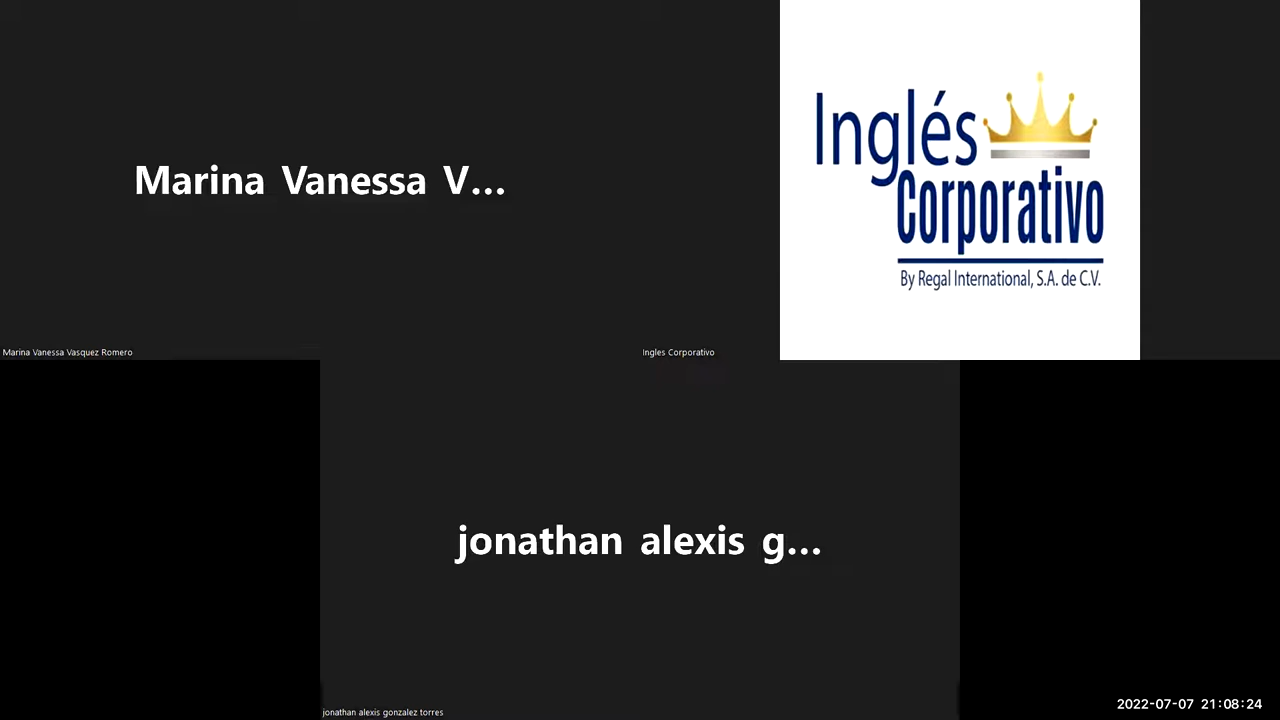 Marina Vanessa V...
Marina Vanessa Vasquez Romero
Inglés
Corporativo
By Regal International, S.A. de C.V.
Ingles Corporativo
jonathan alexis g...
jonathan alexis gonzalez torres
2022-07-07 21:08:24